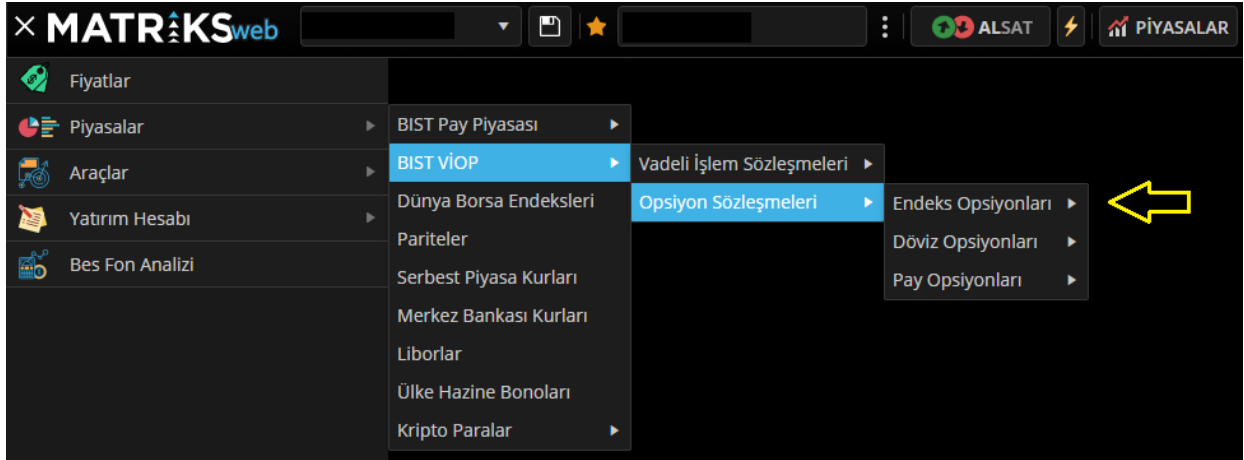 MATRİKSweb
ALSAT
PİYASALAR
Fiyatlar
Piyasalar
Araçlar
Yatırım Hesabı
Bes Fon Analizi
BIST Pay Piyasası
BIST VİOP
Dünya Borsa Endeksleri
Pariteler
Serbest Piyasa Kurları
Merkez Bankası Kurları
Liborlar
Ülke Hazine Bonoları
Kripto Paralar
Vadeli İşlem Sözleşmeleri
Opsiyon Sözleşmeleri
Endeks Opsiyonları
Döviz Opsiyonları
Pay Opsiyonları